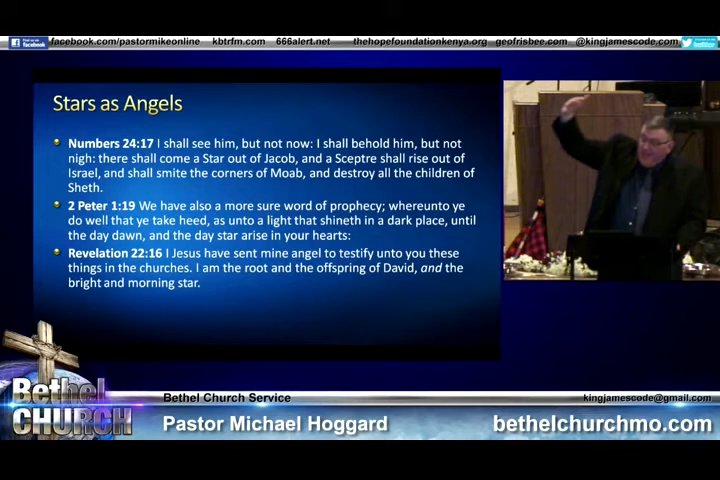 facebook.com/pastormikeonline kbtrfm.com 666alert.net thehopefoundationkenya.org geofrisbee.com @kingjamescode.com
Stars as Angels
Numbers 24:17 I shall see him, but not now: I shall behold him, but not
nigh: there shall come a Star out of Jacob, and a Sceptre shall rise out of
Israel, and shall smite the corners of Moab, and destroy all the children of
Sheth.
2 Peter 1:19 We have also a more sure word of prophecy; whereunto ye
do well that ye take heed, as unto a light that shineth in a dark place, until
the day dawn, and the day star arise in your hearts:
Revelation 22:16 I Jesus have sent mine angel to testify unto you these
things in the churches. I am the root and the offspring of David, and the
bright and morning star.
Bethel
CHURCH
Bethel Church Service kingjamescode@gmail.com
Pastor Michael Hoggard bethelchurchmo.com